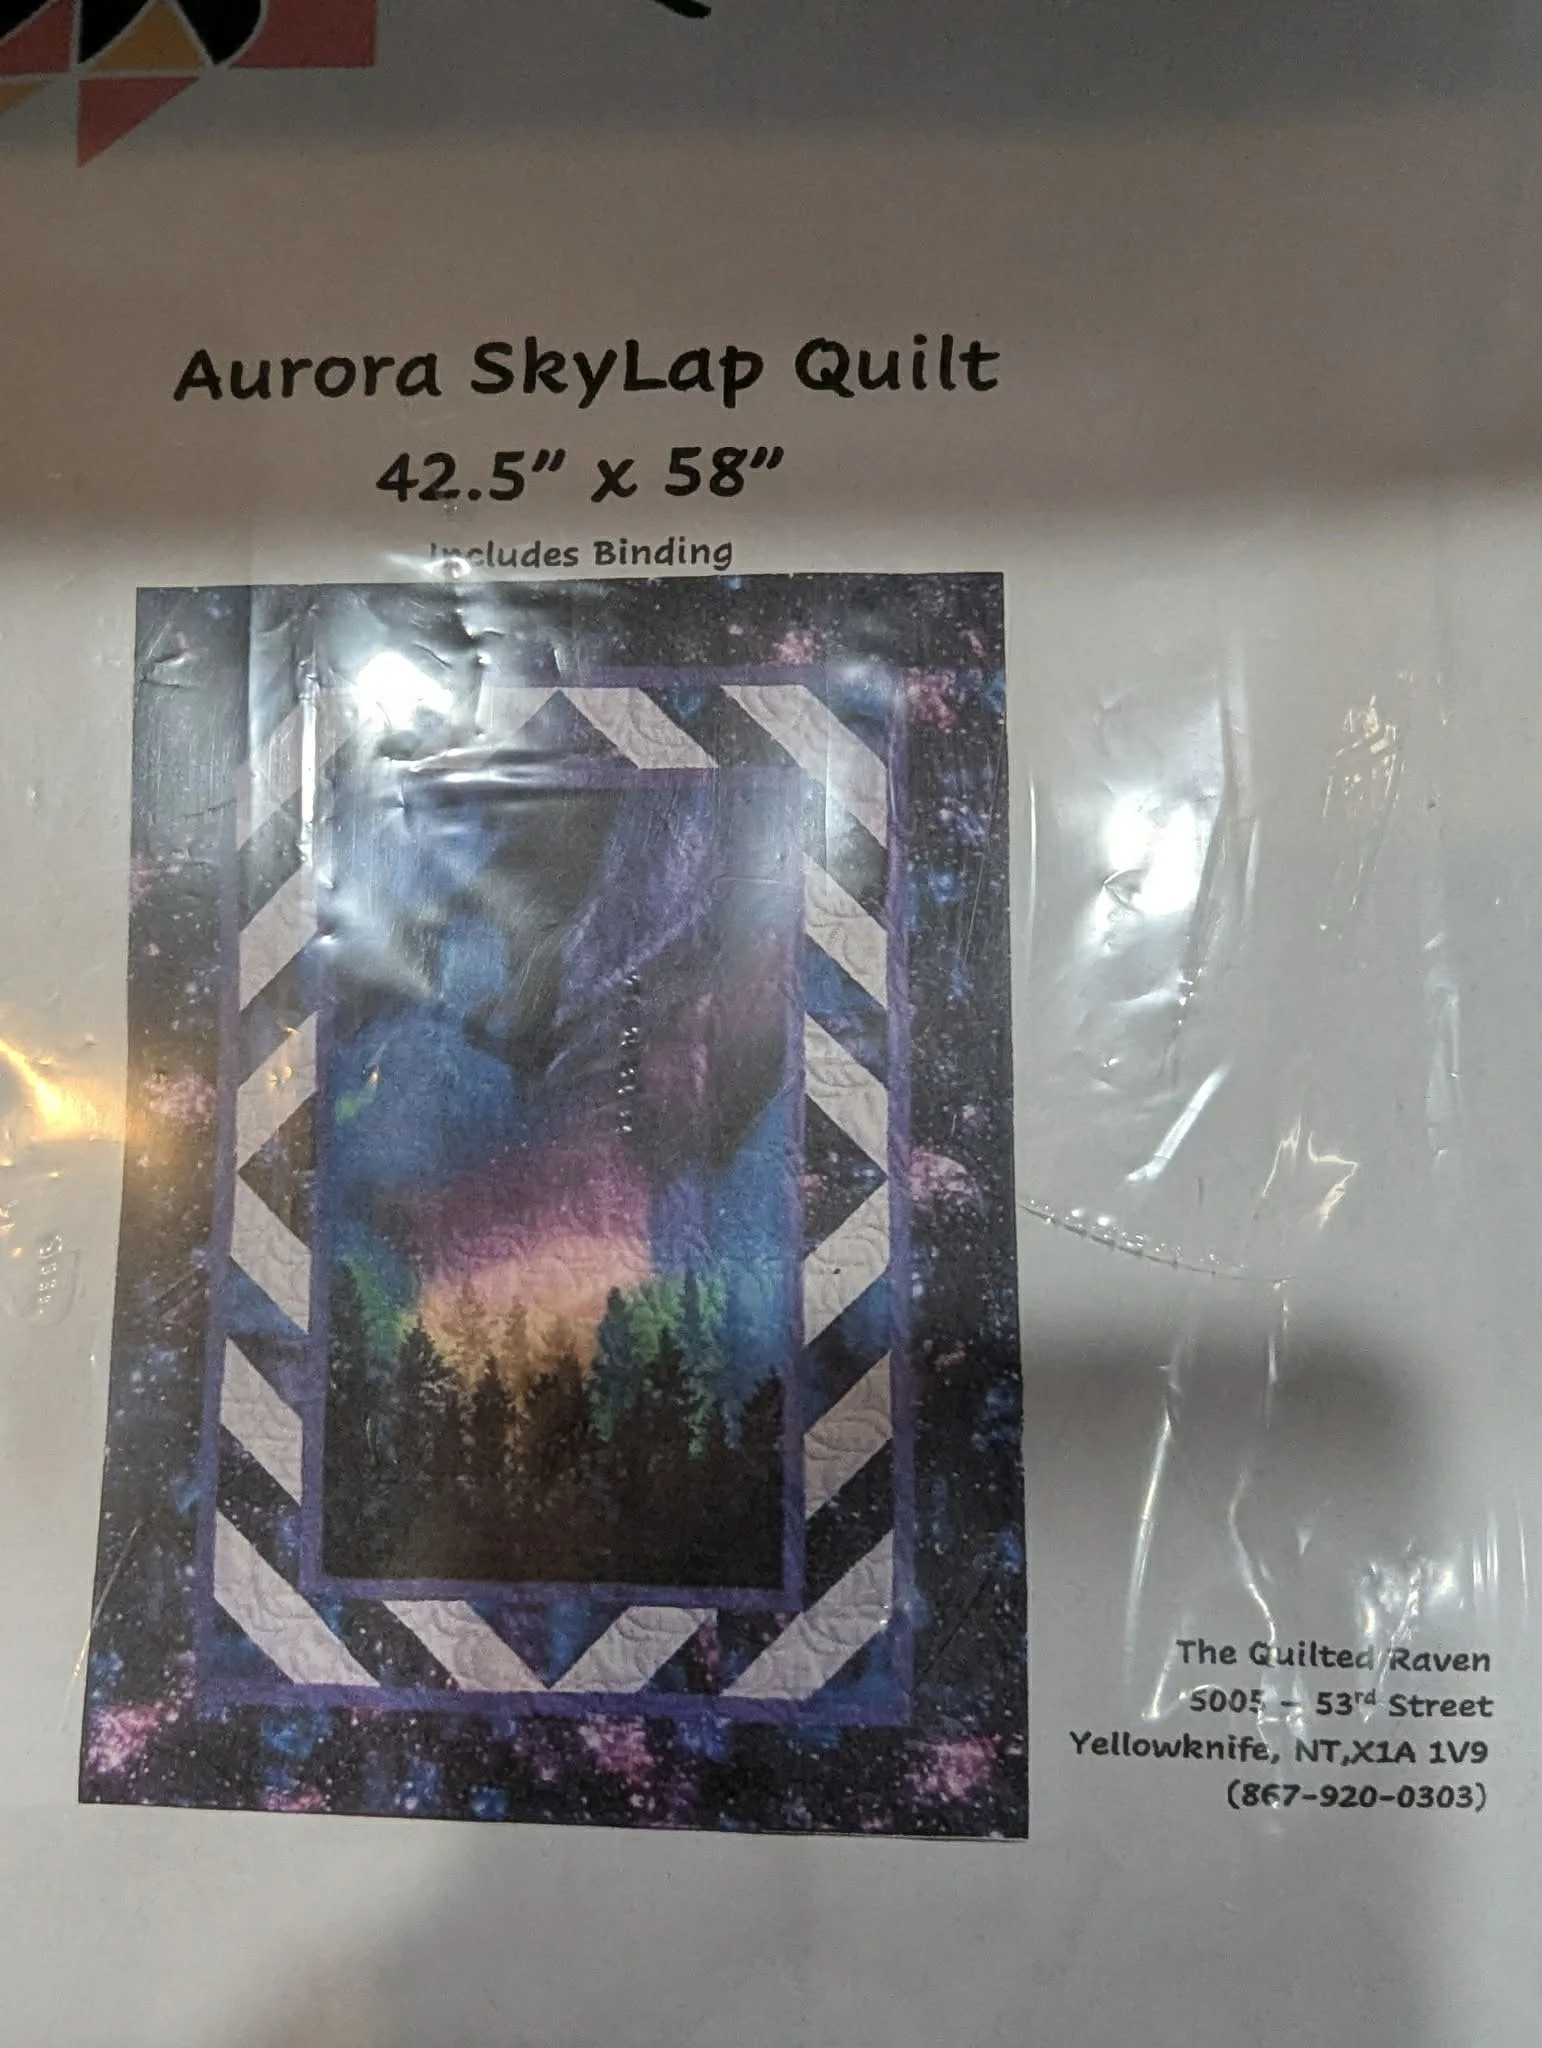 Aurora SkyLap Quilt
42.5" x 58"
Includes Binding
The Quilted Raven
5005 - 53rd Street
Yellowknife, NT,X1A 1V9
(867-920-0303)